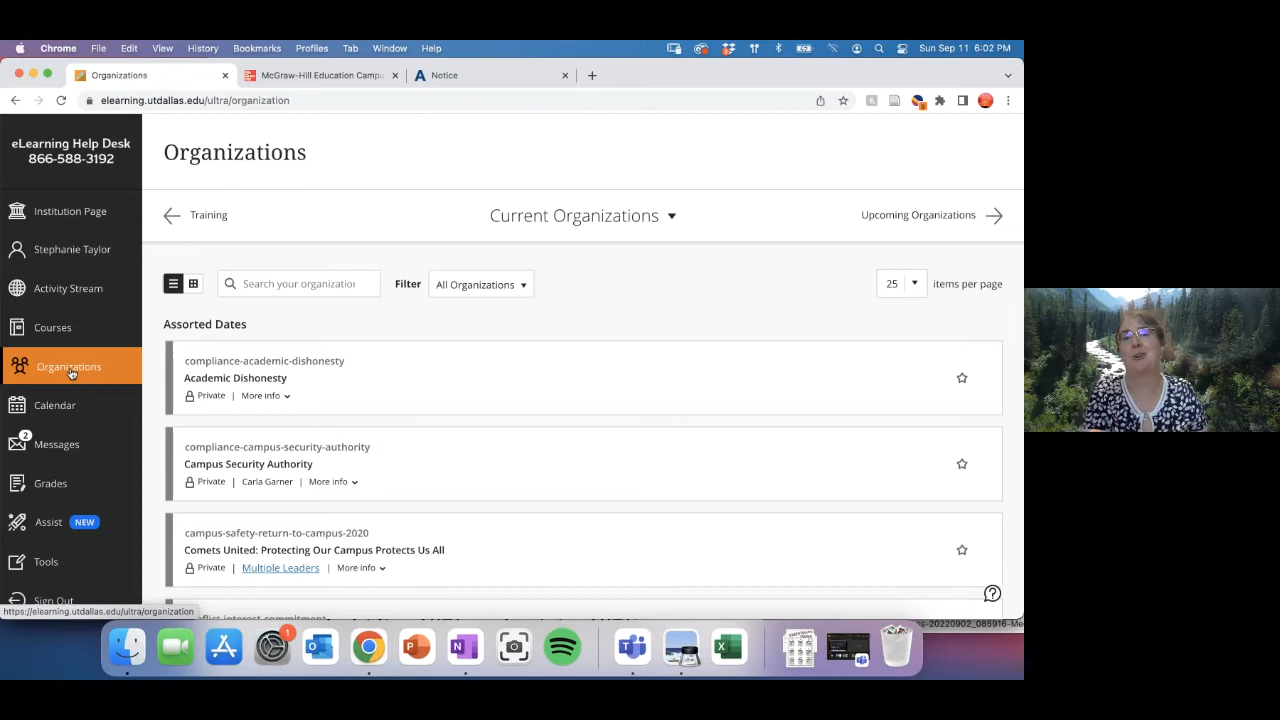 Chrome File Edit View History Bookmarks Profiles Tab Window Help Sun Sep 11 6:02 PM
Organizations McGraw-Hill Education Campu Notice
elearning.utdallas.edu/ultra/organization
eLearning Help Desk
866-588-3192
Institution Page
Stephanie Taylor
Activity Stream
Courses
Organizations
Calendar
2
Messages
Grades
Assist NEW
Tools
Sign Out
https://elearning.utdallas.edu/ultra/organization
Organizations
Training Current Organizations Upcoming Organizations
Search your organization Filter All Organizations 25 items per page
Assorted Dates
compliance-academic-dishonesty
Academic Dishonesty
Private | More info
compliance-campus-security-authority
Campus Security Authority
Private | Carla Garner | More info
campus-safety-return-to-campus-2020
Comets United: Protecting Our Campus Protects Us All
Private | Multiple Leaders | More info
1